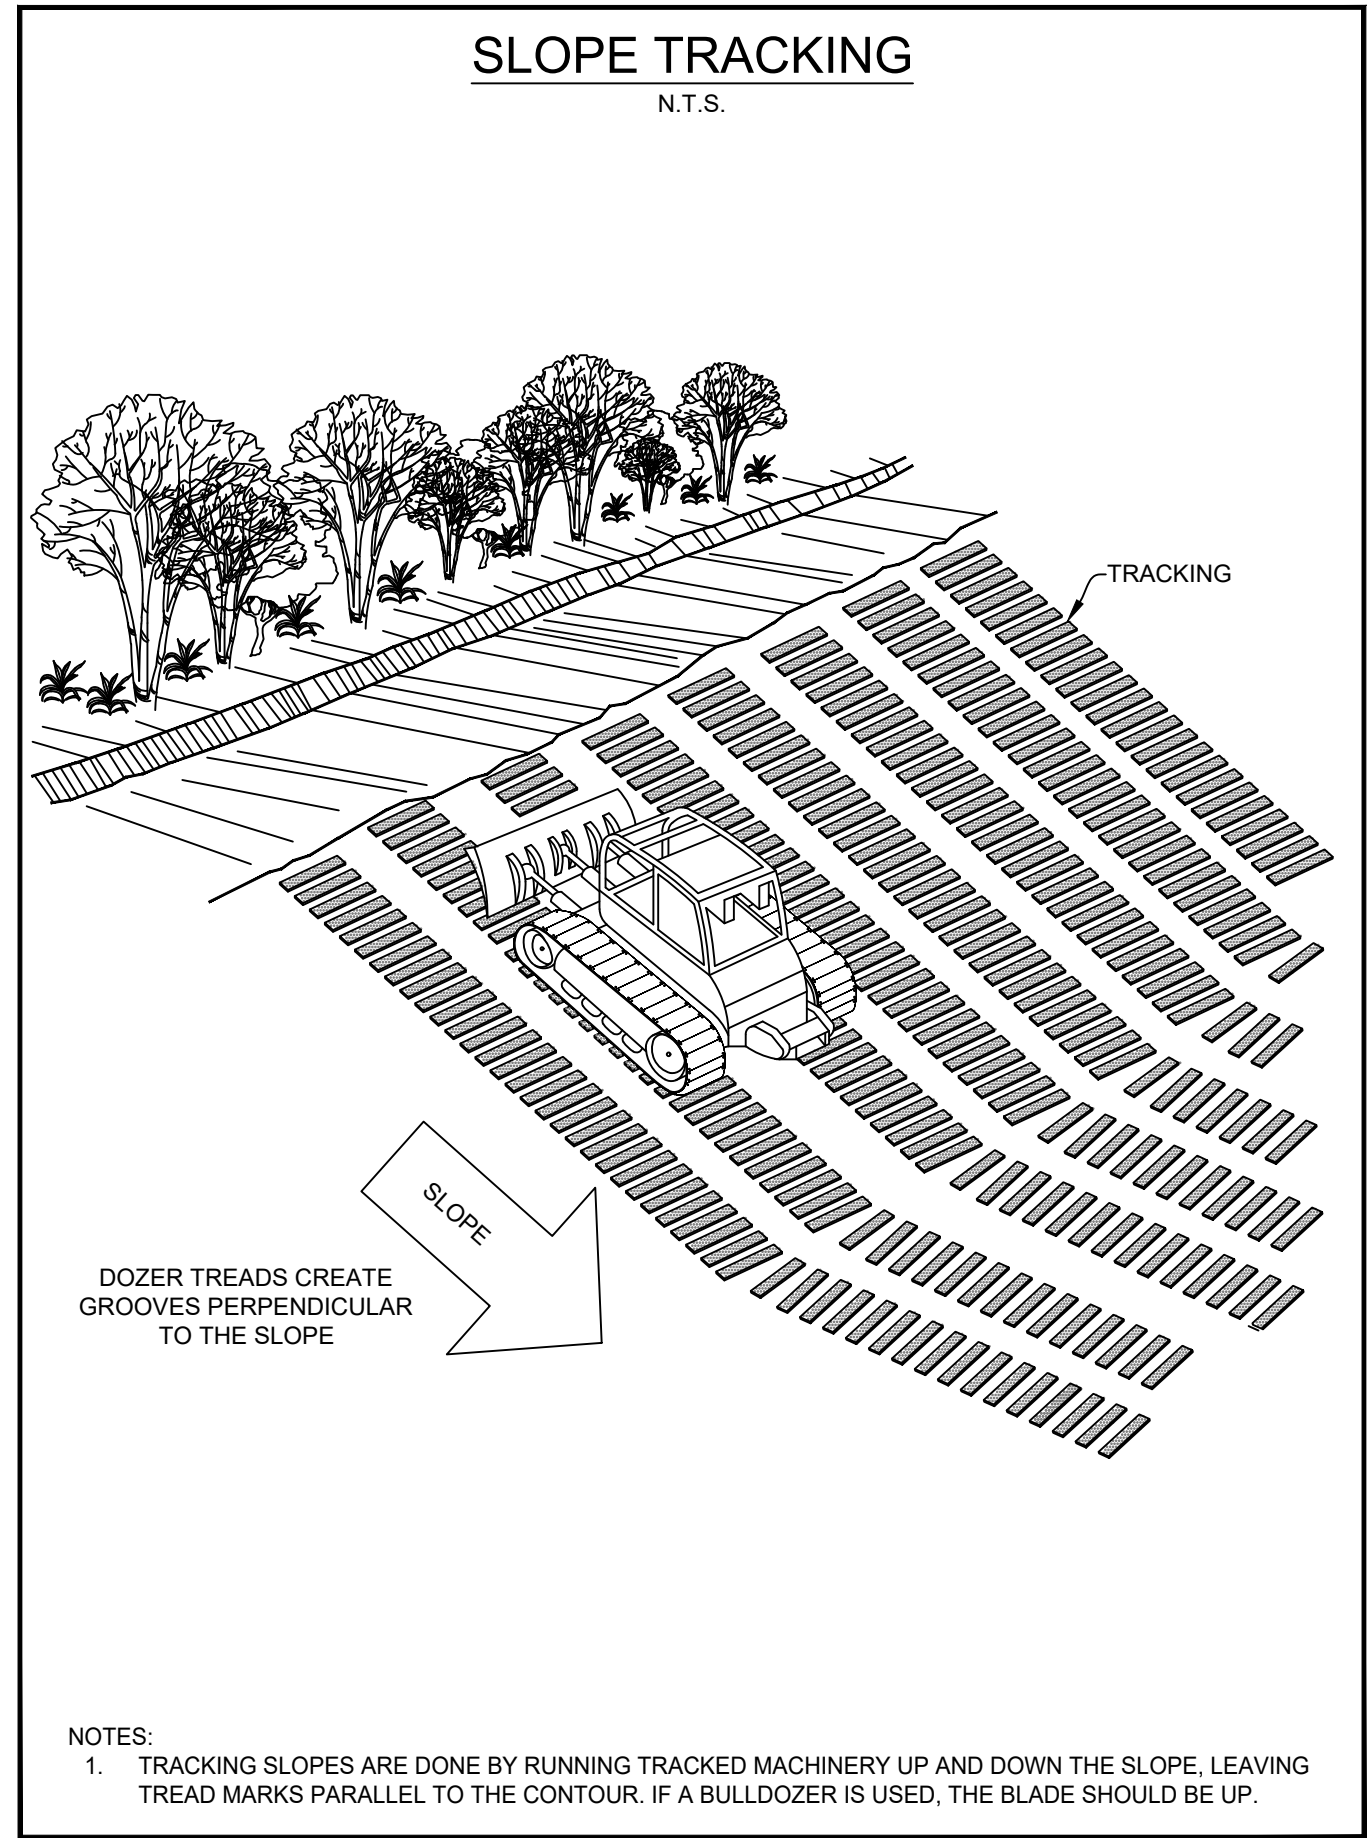 SLOPE TRACKING
N.T.S.
TRACKING
SLOPE
DOZER TREADS CREATE
GROOVES PERPENDICULAR
TO THE SLOPE
NOTES:
1. TRACKING SLOPES ARE DONE BY RUNNING TRACKED MACHINERY UP AND DOWN THE SLOPE, LEAVING
TREAD MARKS PARALLEL TO THE CONTOUR. IF A BULLDOZER IS USED, THE BLADE SHOULD BE UP.